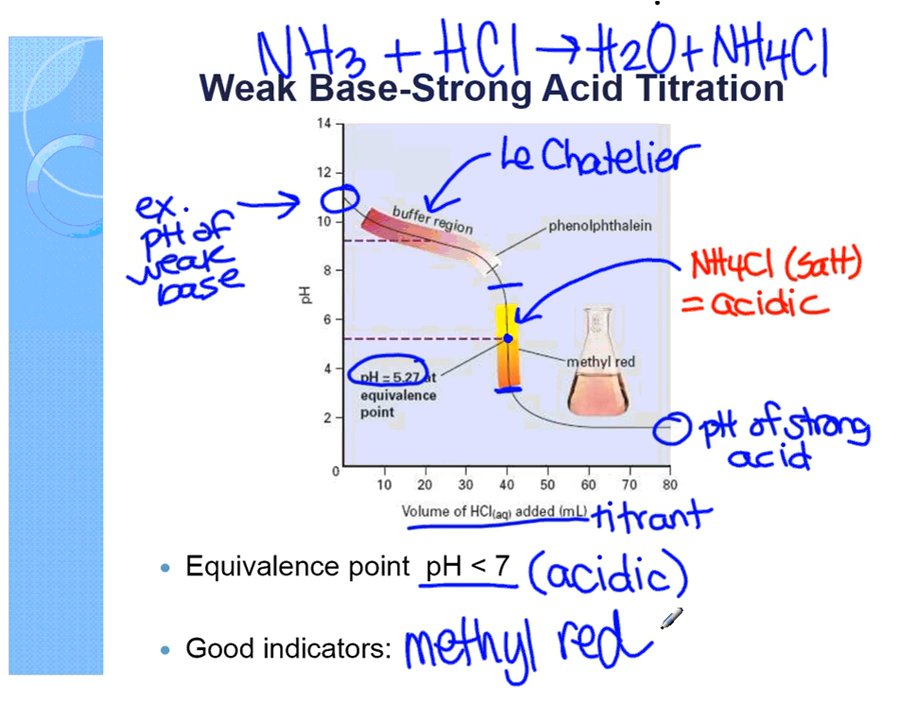 NH3 + HCl → H2O + NH4Cl
Weak Base-Strong Acid Titration
14
12
10
8
6
4
2
0
pH
Le Chatelier
ex.
pH of
weak
base
buffer region
phenolphthalein
NH4Cl (salt)
= acidic
methyl red
pH = 5.27 at
equivalence
point
pH of strong
acid
10 20 30 40 50 60 70 80
Volume of HCl(aq) added (mL) titrant
• Equivalence point pH < 7 (acidic)
• Good indicators: methyl red